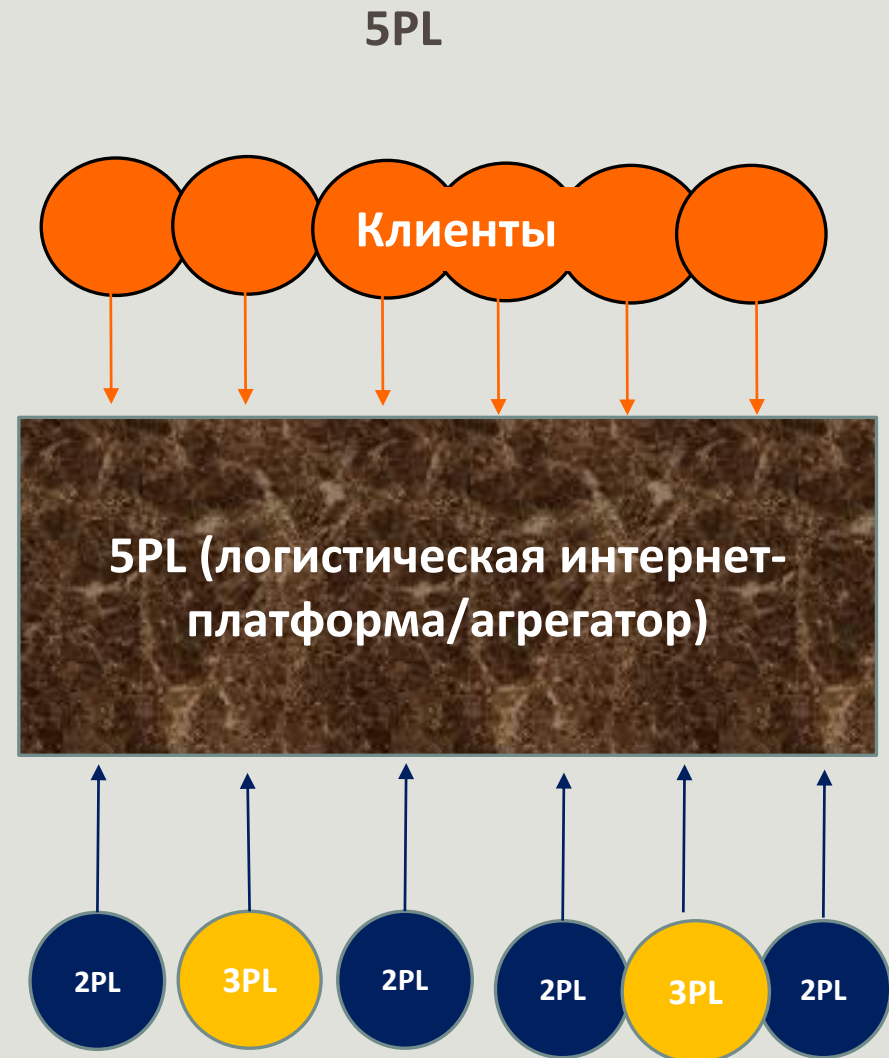 5PL
Клиенты
5PL (логистическая интернет-
платформа/агрегатор)
2PL
3PL
2PL
2PL
3PL
2PL